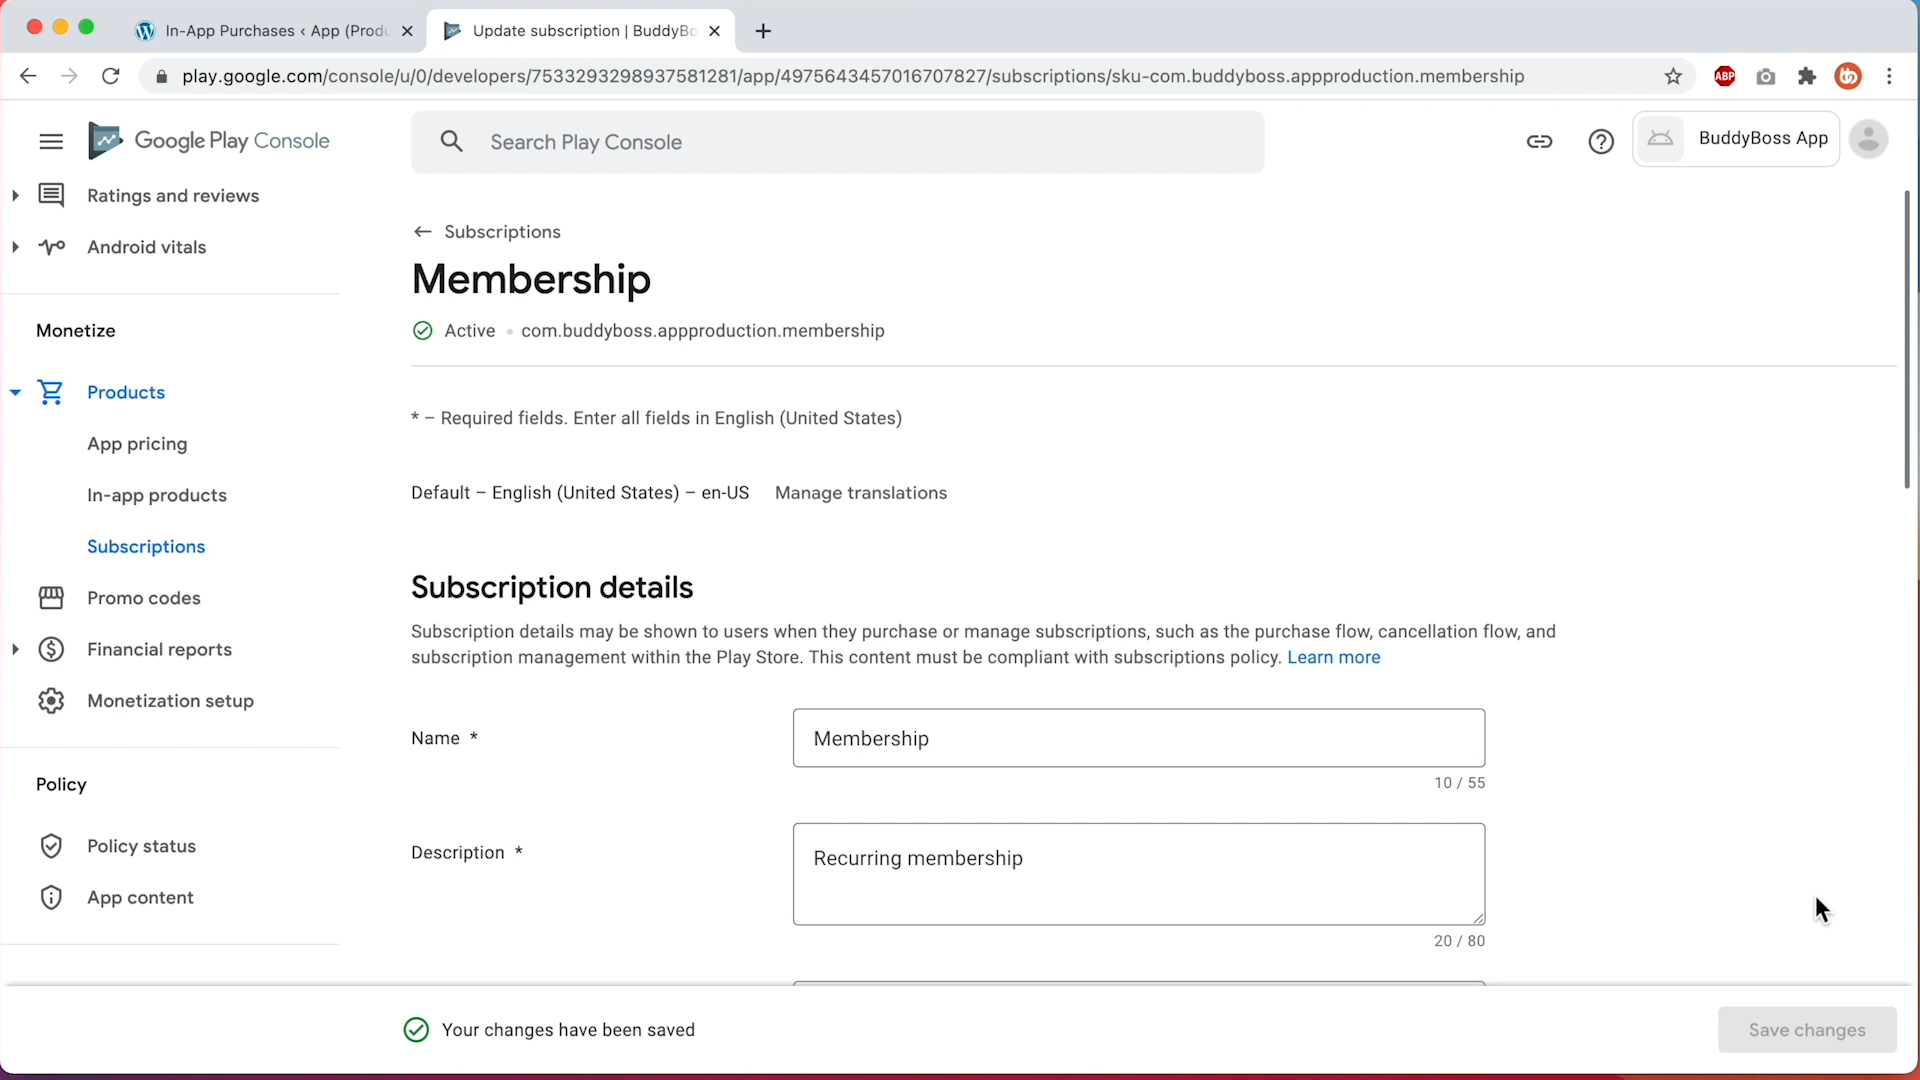 In-App Purchases ‹ App (Produ
Update subscription | BuddyBo
play.google.com/console/u/0/developers/7533293298937581281/app/4975643457016707827/subscriptions/sku-com.buddyboss.appproduction.membership
ABP
Google Play Console
Search Play Console
BuddyBoss App
Ratings and reviews
Android vitals
Monetize
Products
App pricing
In-app products
Subscriptions
Promo codes
Financial reports
Monetization setup
Policy
Policy status
App content
Subscriptions
Membership
Active • com.buddyboss.appproduction.membership
* – Required fields. Enter all fields in English (United States)
Default – English (United States) – en-US Manage translations
Subscription details
Subscription details may be shown to users when they purchase or manage subscriptions, such as the purchase flow, cancellation flow, and
subscription management within the Play Store. This content must be compliant with subscriptions policy. Learn more
Name *
Membership
10 / 55
Description *
Recurring membership
20 / 80
Your changes have been saved
Save changes